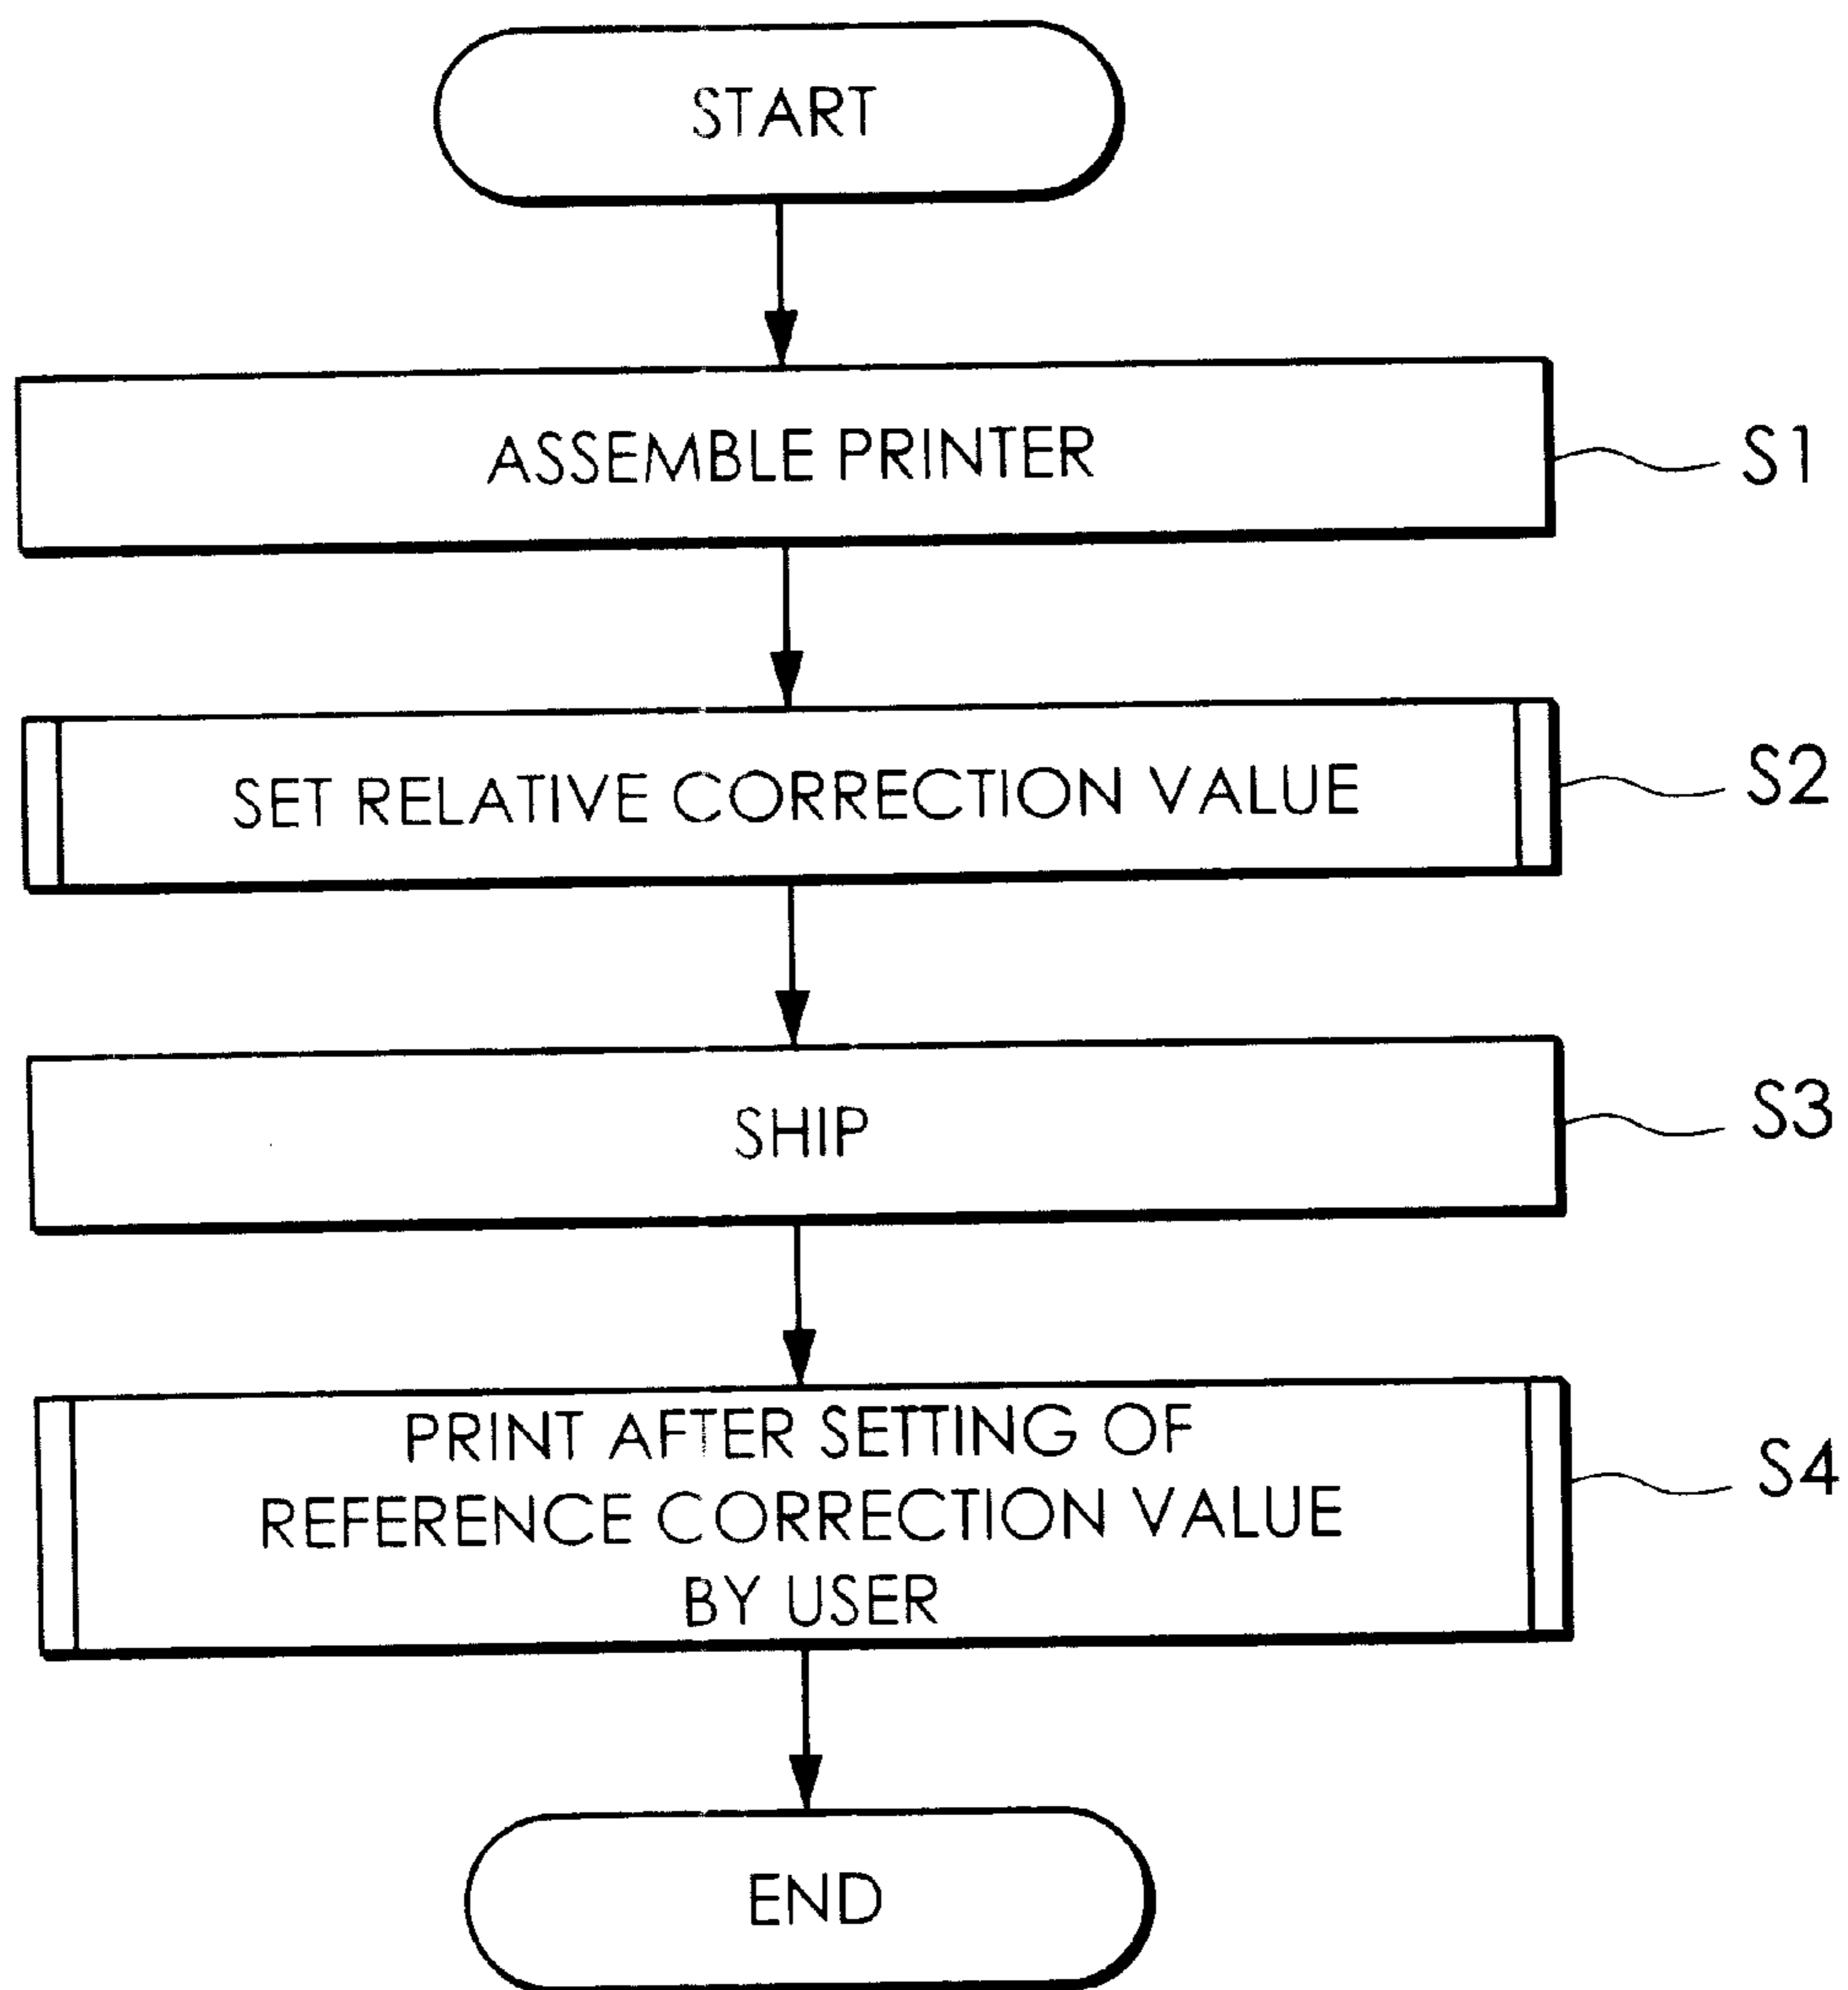 START
ASSEMBLE PRINTER
S1
SET RELATIVE CORRECTION VALUE
S2
SHIP
S3
PRINT AFTER SETTING OF
REFERENCE CORRECTION VALUE
BY USER
S4
END